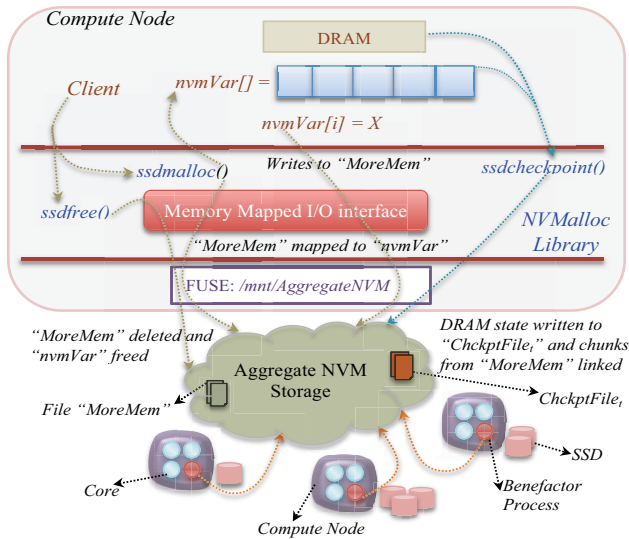 Compute Node
DRAM
Client
nvmVar[] =
nvmVar[i] = X
Writes to “MoreMem”
ssdmalloc()
ssdcheckpoint()
ssdfree()
Memory Mapped I/O interface
NVMalloc
Library
“MoreMem” mapped to “nvmVar”
FUSE: /mnt/AggregateNVM
“MoreMem” deleted and
“nvmVar” freed
DRAM state written to
“ChckptFilet” and chunks
from “MoreMem” linked
Aggregate NVM
Storage
ChckptFilet
File “MoreMem”
SSD
Core
Benefactor
Process
Compute Node